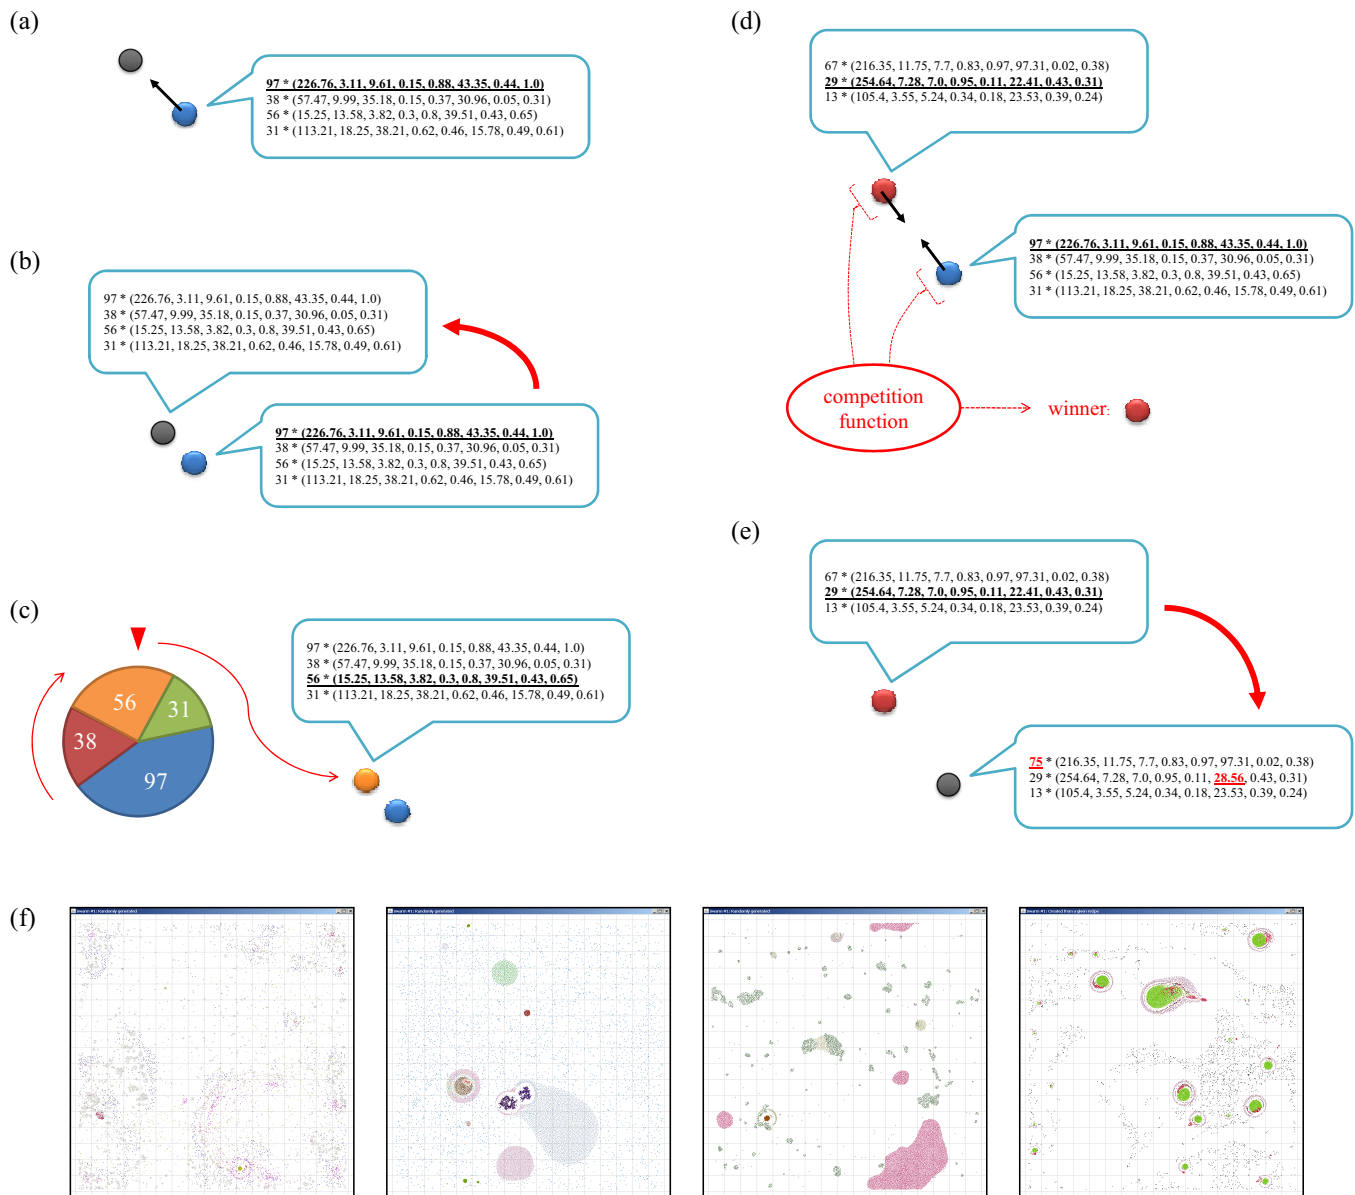 (a)
97 * (226.76, 3.11, 9.61, 0.15, 0.88, 43.35, 0.44, 1.0)
38 * (57.47, 9.99, 35.18, 0.15, 0.37, 30.96, 0.05, 0.31)
56 * (15.25, 13.58, 3.82, 0.3, 0.8, 39.51, 0.43, 0.65)
31 * (113.21, 18.25, 38.21, 0.62, 0.46, 15.78, 0.49, 0.61)
(b)
97 * (226.76, 3.11, 9.61, 0.15, 0.88, 43.35, 0.44, 1.0)
38 * (57.47, 9.99, 35.18, 0.15, 0.37, 30.96, 0.05, 0.31)
56 * (15.25, 13.58, 3.82, 0.3, 0.8, 39.51, 0.43, 0.65)
31 * (113.21, 18.25, 38.21, 0.62, 0.46, 15.78, 0.49, 0.61)
97 * (226.76, 3.11, 9.61, 0.15, 0.88, 43.35, 0.44, 1.0)
38 * (57.47, 9.99, 35.18, 0.15, 0.37, 30.96, 0.05, 0.31)
56 * (15.25, 13.58, 3.82, 0.3, 0.8, 39.51, 0.43, 0.65)
31 * (113.21, 18.25, 38.21, 0.62, 0.46, 15.78, 0.49, 0.61)
(c)
56
31
38
97
97 * (226.76, 3.11, 9.61, 0.15, 0.88, 43.35, 0.44, 1.0)
38 * (57.47, 9.99, 35.18, 0.15, 0.37, 30.96, 0.05, 0.31)
56 * (15.25, 13.58, 3.82, 0.3, 0.8, 39.51, 0.43, 0.65)
31 * (113.21, 18.25, 38.21, 0.62, 0.46, 15.78, 0.49, 0.61)
(d)
67 * (216.35, 11.75, 7.7, 0.83, 0.97, 97.31, 0.02, 0.38)
29 * (254.64, 7.28, 7.0, 0.95, 0.11, 22.41, 0.43, 0.31)
13 * (105.4, 3.55, 5.24, 0.34, 0.18, 23.53, 0.39, 0.24)
97 * (226.76, 3.11, 9.61, 0.15, 0.88, 43.35, 0.44, 1.0)
38 * (57.47, 9.99, 35.18, 0.15, 0.37, 30.96, 0.05, 0.31)
56 * (15.25, 13.58, 3.82, 0.3, 0.8, 39.51, 0.43, 0.65)
31 * (113.21, 18.25, 38.21, 0.62, 0.46, 15.78, 0.49, 0.61)
competition
function
winner:
(e)
67 * (216.35, 11.75, 7.7, 0.83, 0.97, 97.31, 0.02, 0.38)
29 * (254.64, 7.28, 7.0, 0.95, 0.11, 22.41, 0.43, 0.31)
13 * (105.4, 3.55, 5.24, 0.34, 0.18, 23.53, 0.39, 0.24)
75 * (216.35, 11.75, 7.7, 0.83, 0.97, 97.31, 0.02, 0.38)
29 * (254.64, 7.28, 7.0, 0.95, 0.11, 28.56, 0.43, 0.31)
13 * (105.4, 3.55, 5.24, 0.34, 0.18, 23.53, 0.39, 0.24)
(f)
Swarm #1: Randomly generated
Swarm #1: Randomly generated
Swarm #1: Randomly generated
Swarm #1: Created from a given recipe